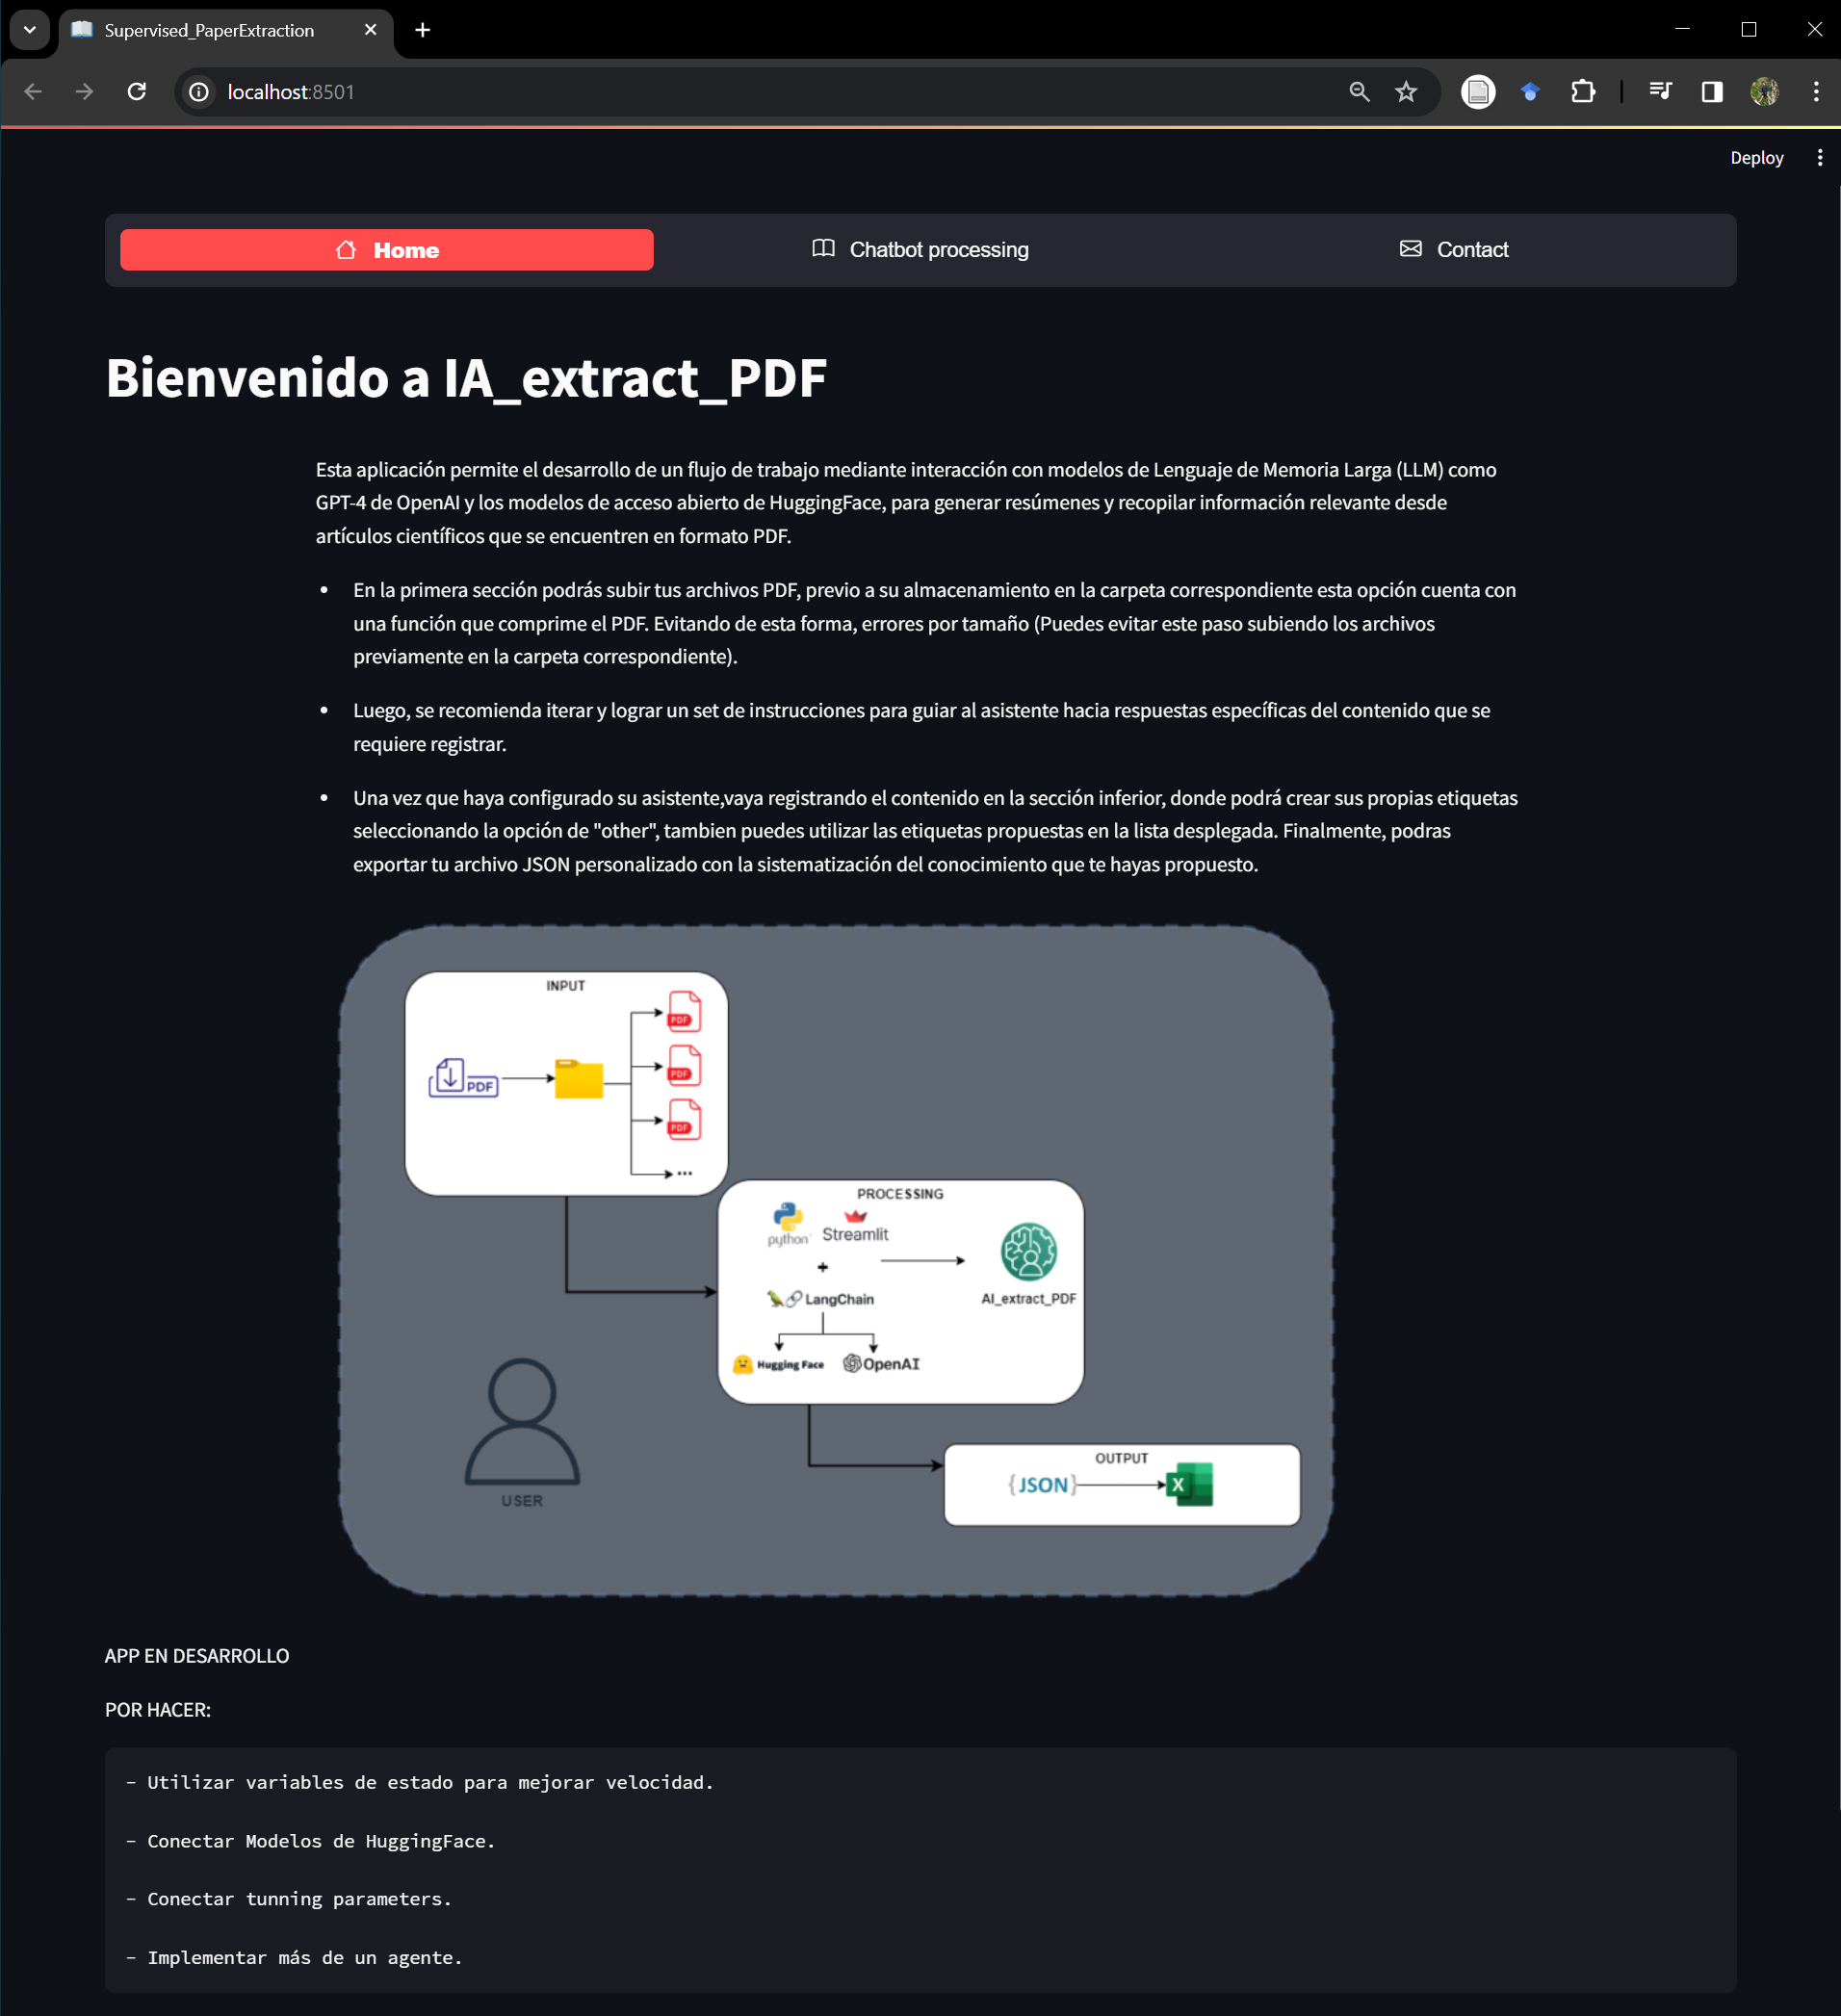 Supervised_PaperExtraction
localhost:8501
Deploy
Home
Chatbot processing
Contact
Bienvenido a IA_extract_PDF
Esta aplicación permite el desarrollo de un flujo de trabajo mediante interacción con modelos de Lenguaje de Memoria Larga (LLM) como
GPT-4 de OpenAI y los modelos de acceso abierto de HuggingFace, para generar resúmenes y recopilar información relevante desde
artículos científicos que se encuentren en formato PDF.
• En la primera sección podrás subir tus archivos PDF, previo a su almacenamiento en la carpeta correspondiente esta opción cuenta con
una función que comprime el PDF. Evitando de esta forma, errores por tamaño (Puedes evitar este paso subiendo los archivos
previamente en la carpeta correspondiente).
• Luego, se recomienda iterar y lograr un set de instrucciones para guiar al asistente hacia respuestas específicas del contenido que se
requiere registrar.
• Una vez que haya configurado su asistente,vaya registrando el contenido en la sección inferior, donde podrá crear sus propias etiquetas
seleccionando la opción de "other", tambien puedes utilizar las etiquetas propuestas en la lista desplegada. Finalmente, podras
exportar tu archivo JSON personalizado con la sistematización del conocimiento que te hayas propuesto.
INPUT
PDF
PDF
PDF
PDF
...
PROCESSING
python
Streamlit
+
LangChain
AI_extract_PDF
Hugging Face
OpenAI
USER
OUTPUT
{JSON}
X
APP EN DESARROLLO
POR HACER:
- Utilizar variables de estado para mejorar velocidad.
- Conectar Modelos de HuggingFace.
- Conectar tunning parameters.
- Implementar más de un agente.